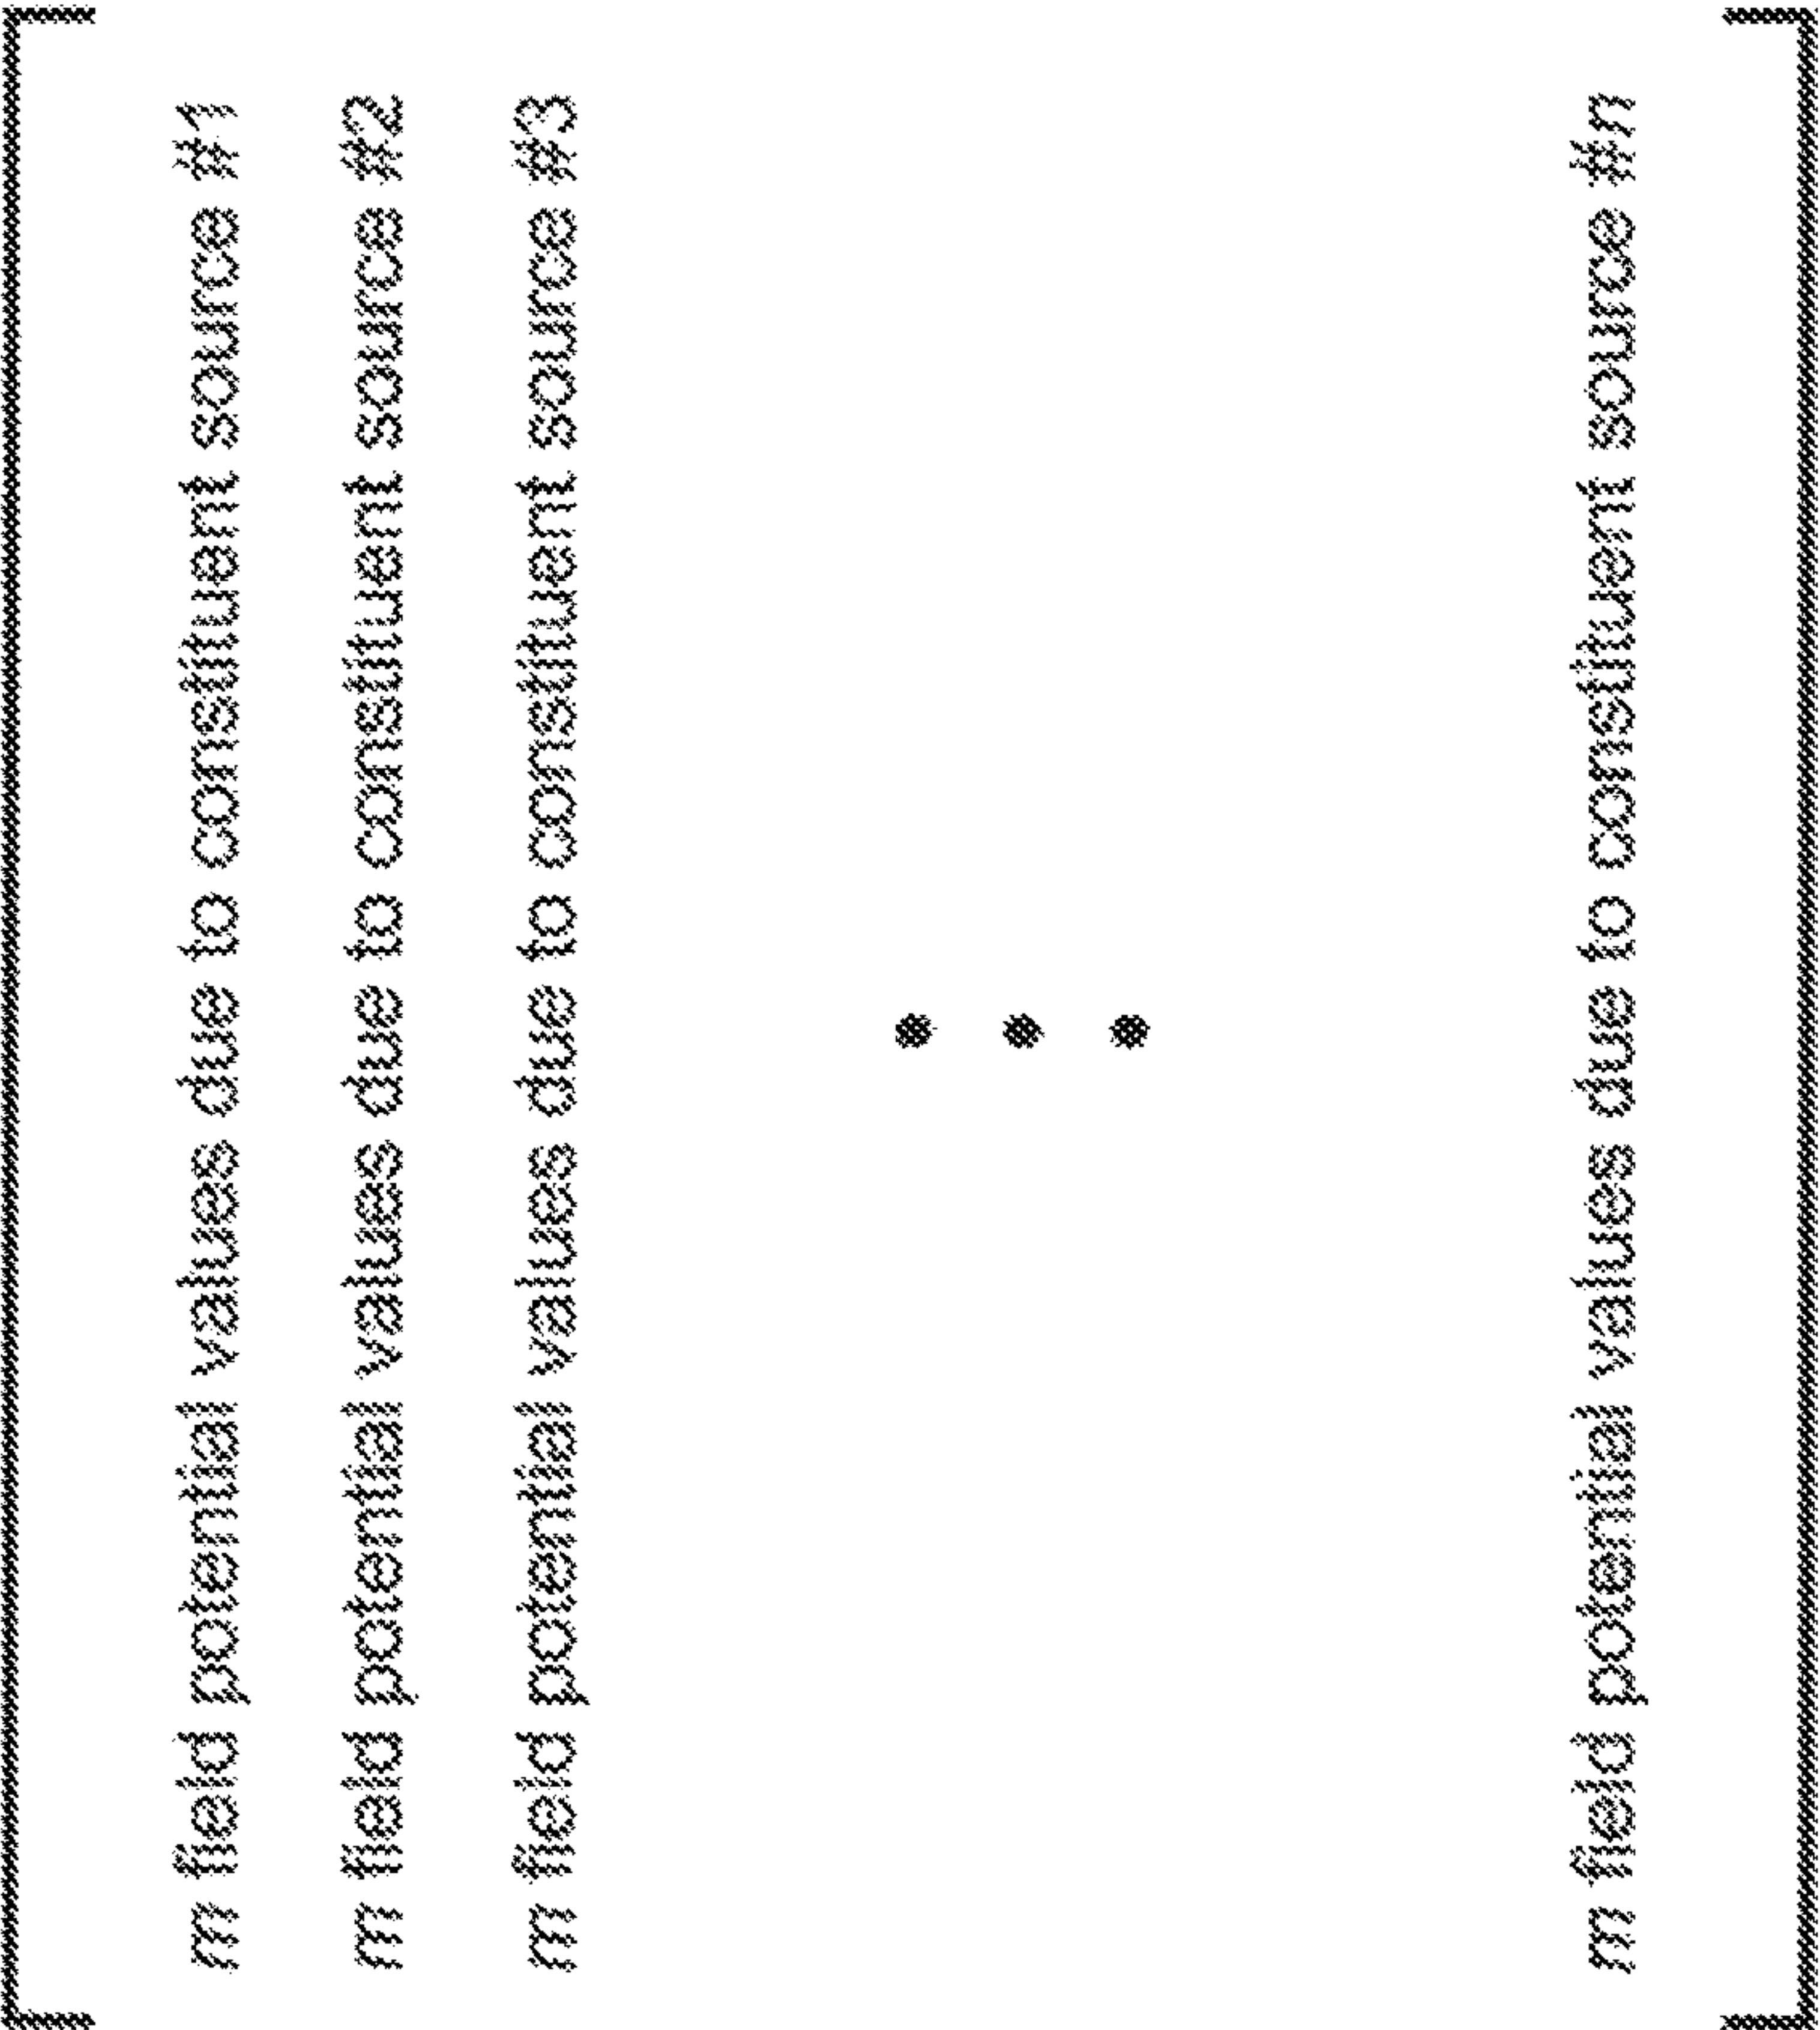 m field potential values due to constituent source #1
m field potential values due to constituent source #2
m field potential values due to constituent source #3
• • •
m field potential values due to constituent source #n